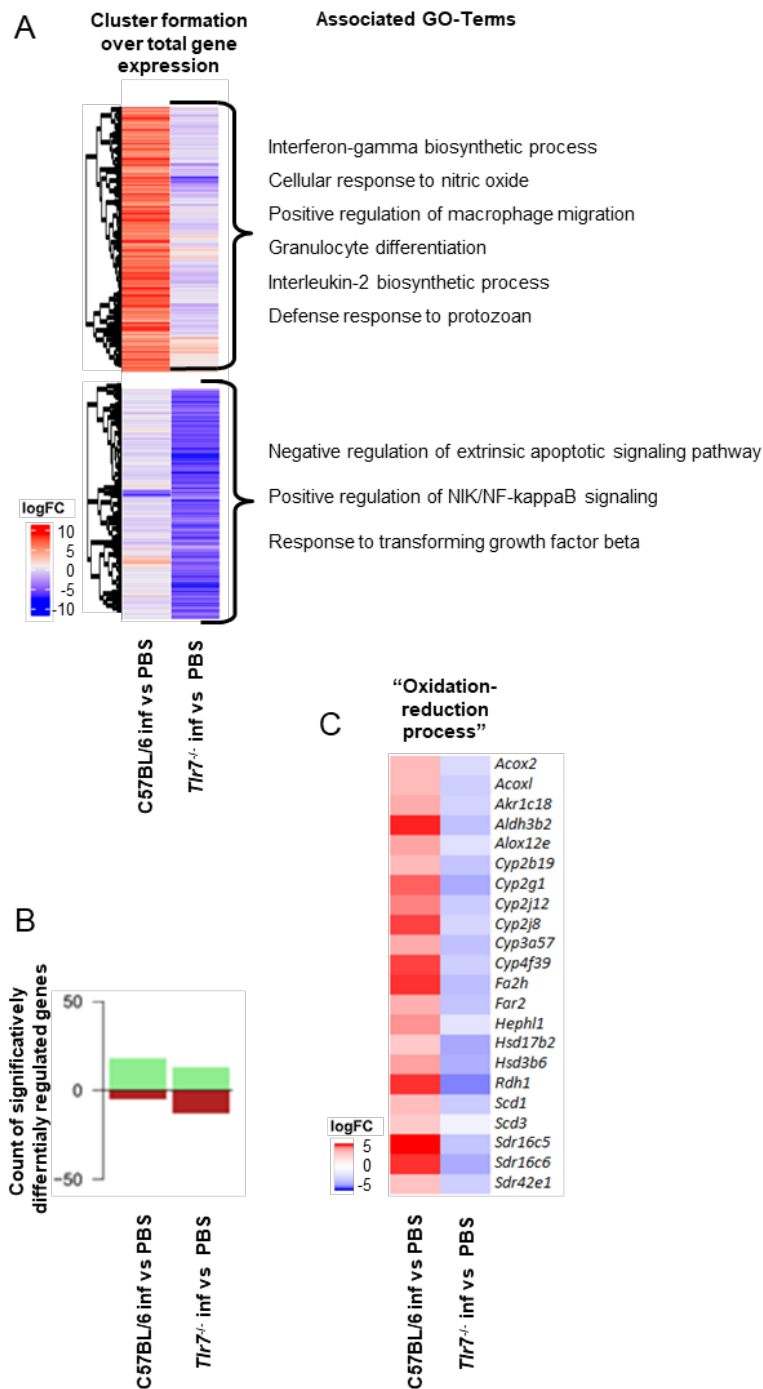 A
Cluster formation
over total gene
expression
Associated GO-Terms
Interferon-gamma biosynthetic process
Cellular response to nitric oxide
Positive regulation of macrophage migration
Granulocyte differentiation
Interleukin-2 biosynthetic process
Defense response to protozoan
Negative regulation of extrinsic apoptotic signaling pathway
Positive regulation of NIK/NF-kappaB signaling
Response to transforming growth factor beta
logFC
10
5
0
-5
-10
C57BL/6 inf vs PBS
Tlr7-/- inf vs PBS
B
Count of significatively
differntialy regulated genes
50
0
-50
C57BL/6 inf vs PBS
Tlr7-/- inf vs PBS
C
“Oxidation-
reduction
process”
Acox2
Acoxl
Akr1c18
Aldh3b2
Alox12e
Cyp2b19
Cyp2g1
Cyp2j12
Cyp2j8
Cyp3a57
Cyp4f39
Fa2h
Far2
Hephl1
Hsd17b2
Hsd3b6
Rdh1
Scd1
Scd3
Sdr16c5
Sdr16c6
Sdr42e1
logFC
5
0
-5
C57BL/6 inf vs PBS
Tlr7-/- inf vs PBS